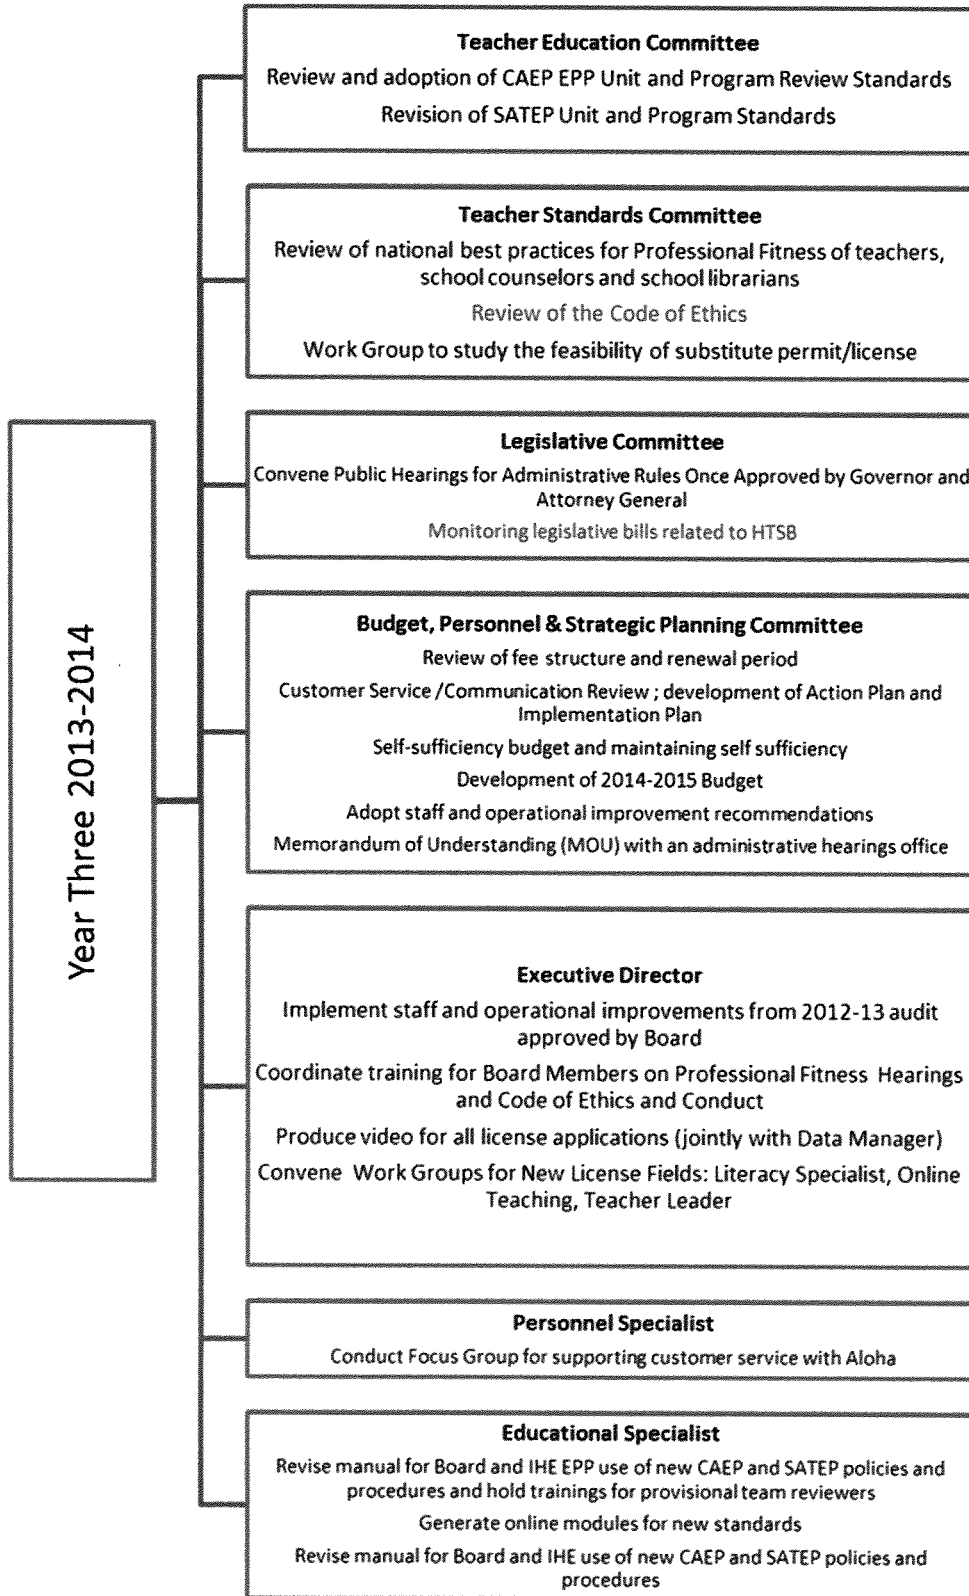 Teacher Education Committee
Review and adoption of CAEP EPP Unit and Program Review Standards
Revision of SATEP Unit and Program Standards
Teacher Standards Committee
Review of national best practices for Professional Fitness of teachers,
school counselors and school librarians
Review of the Code of Ethics
Work Group to study the feasibility of substitute permit/license
Legislative Committee
Convene Public Hearings for Administrative Rules Once Approved by Governor and
Attorney General
Monitoring legislative bills related to HTSB
Year Three 2013-2014
Budget, Personnel & Strategic Planning Committee
Review of fee structure and renewal period
Customer Service /Communication Review ; development of Action Plan and
Implementation Plan
Self-sufficiency budget and maintaining self sufficiency
Development of 2014-2015 Budget
Adopt staff and operational improvement recommendations
Memorandum of Understanding (MOU) with an administrative hearings office
Executive Director
Implement staff and operational improvements from 2012-13 audit
approved by Board
Coordinate training for Board Members on Professional Fitness Hearings
and Code of Ethics and Conduct
Produce video for all license applications (jointly with Data Manager)
Convene Work Groups for New License Fields: Literacy Specialist, Online
Teaching, Teacher Leader
Personnel Specialist
Conduct Focus Group for supporting customer service with Aloha
Educational Specialist
Revise manual for Board and IHE EPP use of new CAEP and SATEP policies and
procedures and hold trainings for provisional team reviewers
Generate online modules for new standards
Revise manual for Board and IHE use of new CAEP and SATEP policies and
procedures